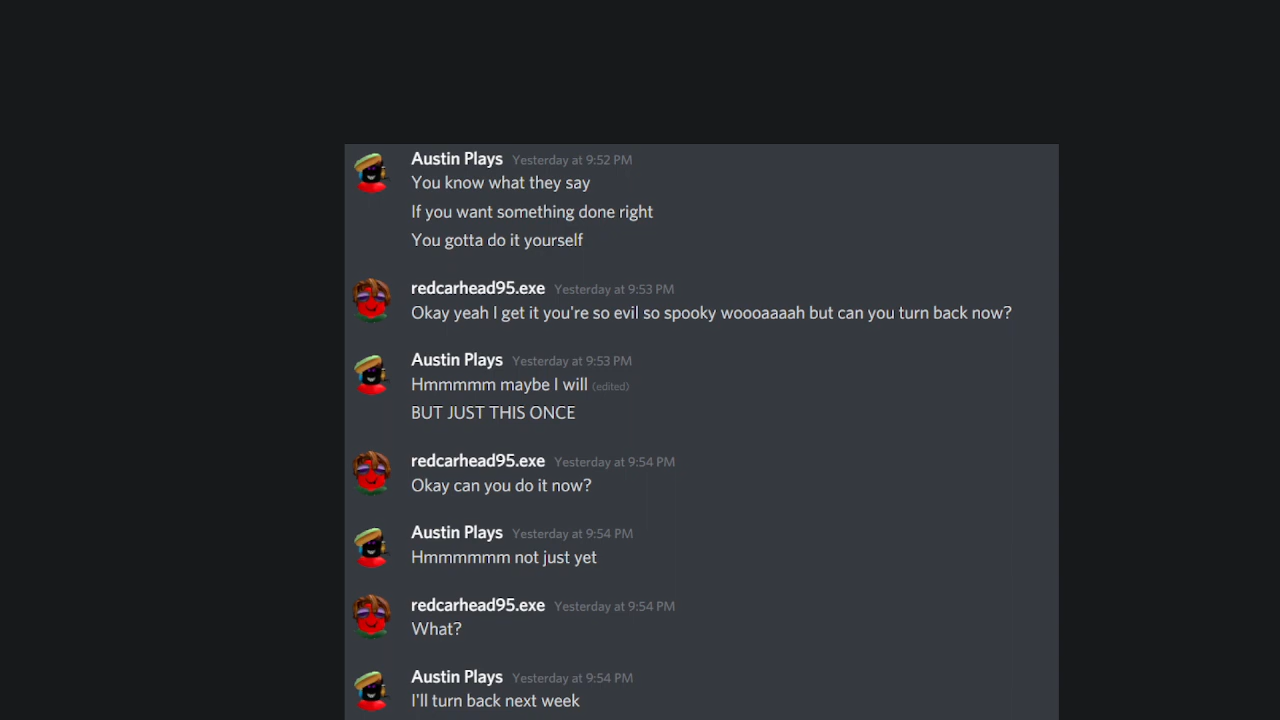 Austin Plays Yesterday at 9:52 PM
You know what they say
If you want something done right
You gotta do it yourself
redcarhead95.exe Yesterday at 9:53 PM
Okay yeah I get it you're so evil so spooky woooaaaah but can you turn back now?
Austin Plays Yesterday at 9:53 PM
Hmmmmm maybe I will (edited)
BUT JUST THIS ONCE
redcarhead95.exe Yesterday at 9:54 PM
Okay can you do it now?
Austin Plays Yesterday at 9:54 PM
Hmmmmmm not just yet
redcarhead95.exe Yesterday at 9:54 PM
What?
Austin Plays Yesterday at 9:54 PM
I'll turn back next week